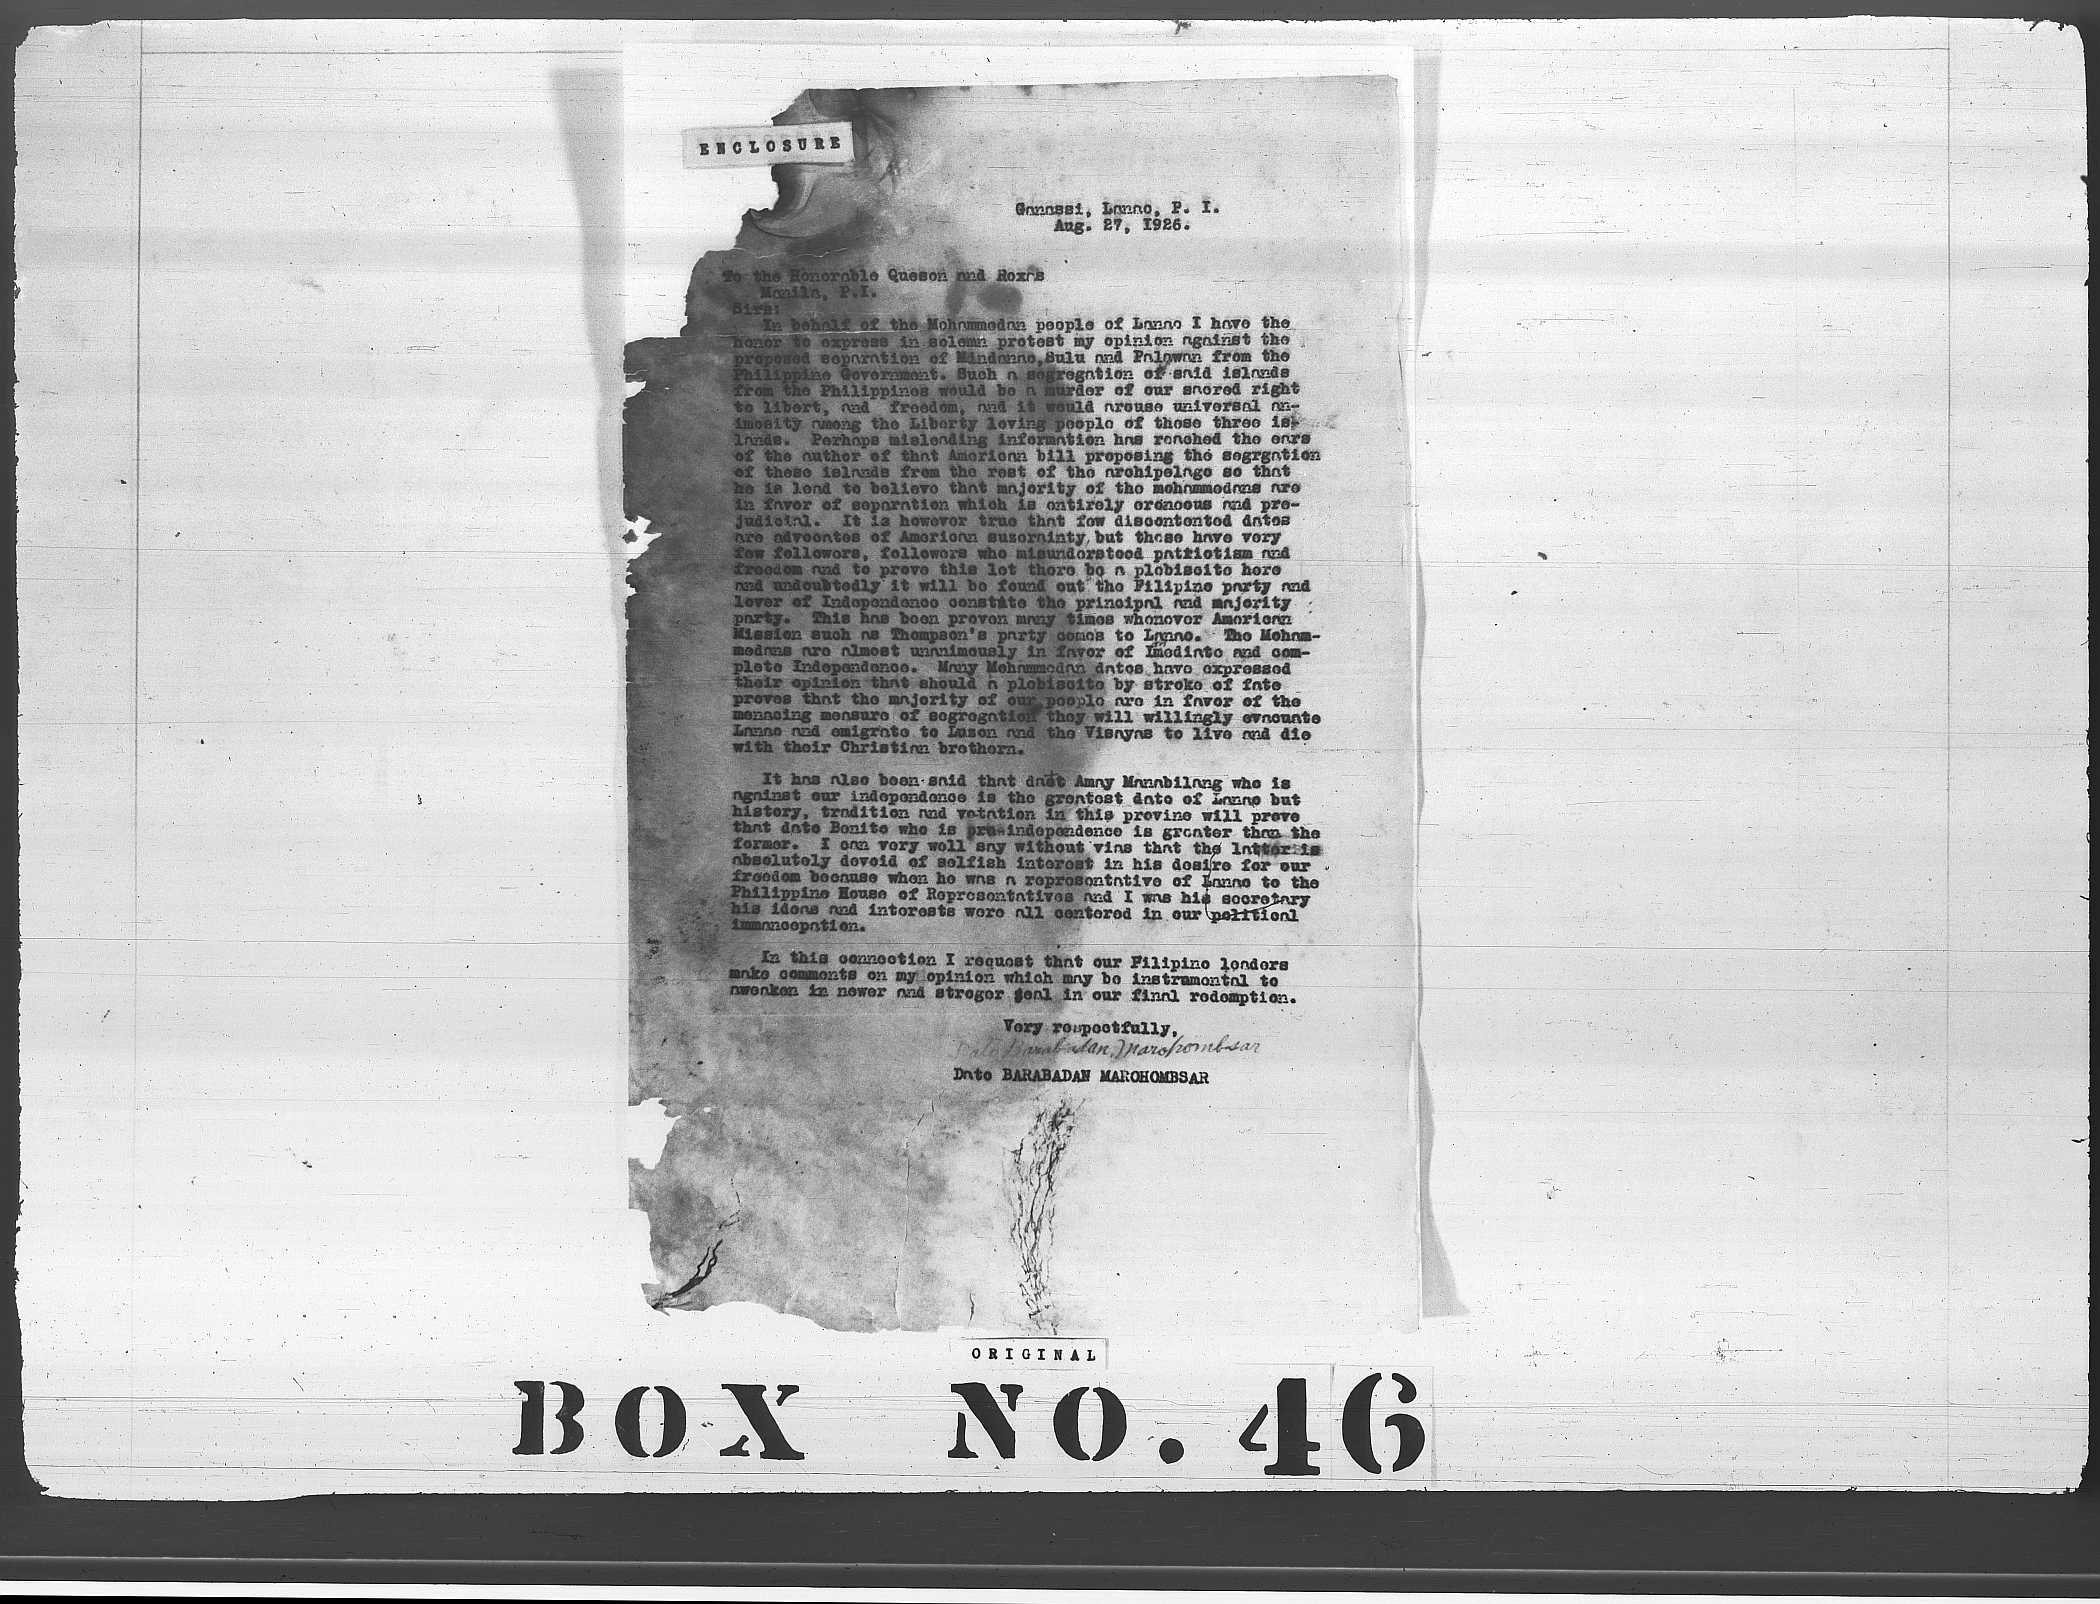 ENCLOSURE
Ganassi, Lanao, P. I.
Aug. 27, 1926.
To the Honorable Queson and Roxas
Manila, P.I.
Sirs:
In behalf of the Mohammedan people of Lanao I have the
honor to express in solemn protest my opinion against the
proposed separation of Mindanao,Sulu and Palawan from the
Philippine Government. Such a segregation of said islands
from the Philippines would be a murder of our sacred right
to libert, and freedom, and it would arouse universal an-
imosity among the Liberty loving people of those three is-
lands. Perhaps misleading information has reached the ears
of the author of that American bill proposing the segrgation
of these islands from the rest of the archipelago so that
he is lead to believe that majority of the mohammedans are
in favor of separation which is entirely eroneous and pre-
judicial. It is however true that few discontented datos
are advocates of American suzerainty,but these have very
few followers, followers who misunderstood patriotism and
freedom and to prove this let there be a plebiscite here
and undoubtedly it will be found out the Filipino party and
lover of Independence constite the principal and majority
party. This has been proven many times whenever American
Mission such as Thompson's party comes to Lanao. The Moham-
medans are almost unanimously in favor of Imediate and com-
plete Independence. Many Mohammedan datos have expressed
their opinion that should a plebiscite by stroke of fate
proves that the majority of our people are in favor of the
menacing measure of segregation they will willingly evacuate
Lanao and emigrate to Luzon and the Visayas to live and die
with their Christian brethern.
It has also been said that daot Amay Manabilang who is
against our independence is the greatest dato of Lanao but
history, tradition and votation in this provine will prove
that dato Benito who is pro-independence is greater than the
former. I can very well say without vias that the latter is
absolutely devoid of selfish interest in his desire for our
freedom because when he was a representative of Lanao to the
Philippine House of Representatives and I was his secretary
his ideas and interests were all centered in our political
immancepation.
In this connection I request that our Filipino leaders
make comments on my opinion which may be instrumental to
awaken in newer and stroger zeal in our final redemption.
Very respectfully,
Dato Barabadan Marohombsar
Dato BARABADAN MAROHOMBSAR
ORIGINAL
BOX NO. 46